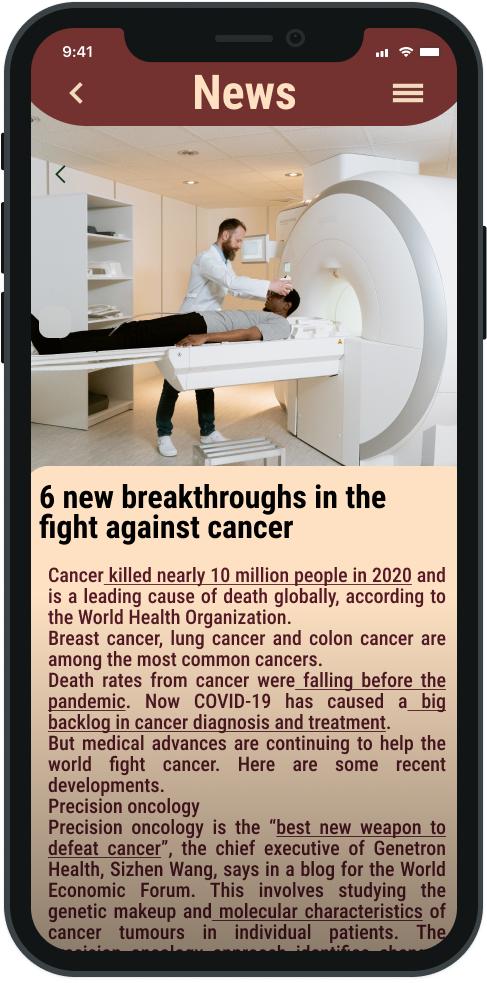 9:41
News
6 new breakthroughs in the
fight against cancer
Cancer killed nearly 10 million people in 2020 and
is a leading cause of death globally, according to
the World Health Organization.
Breast cancer, lung cancer and colon cancer are
among the most common cancers.
Death rates from cancer were falling before the
pandemic. Now COVID-19 has caused a big
backlog in cancer diagnosis and treatment.
But medical advances are continuing to help the
world fight cancer. Here are some recent
developments.
Precision oncology
Precision oncology is the “best new weapon to
defeat cancer”, the chief executive of Genetron
Health, Sizhen Wang, says in a blog for the World
Economic Forum. This involves studying the
genetic makeup and molecular characteristics of
cancer tumours in individual patients. The
precision oncology approach identifies